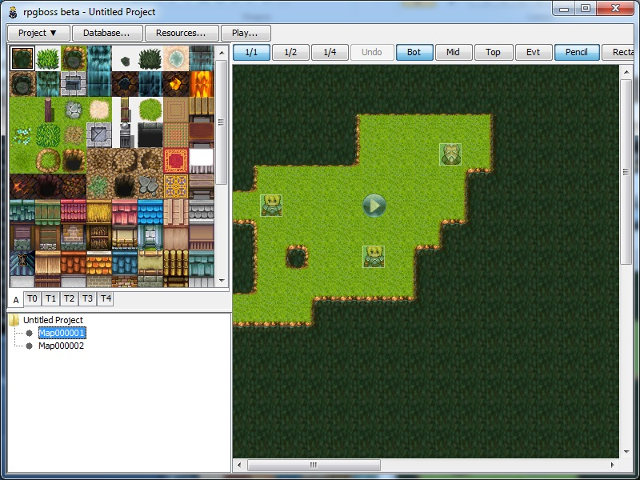 rpgboss beta - Untitled Project
Project ▼ Database... Resources... Play...
1/1 1/2 1/4 Undo Bot Mid Top Evt Pencil Recta
A T0 T1 T2 T3 T4
Untitled Project
Map000001
Map000002